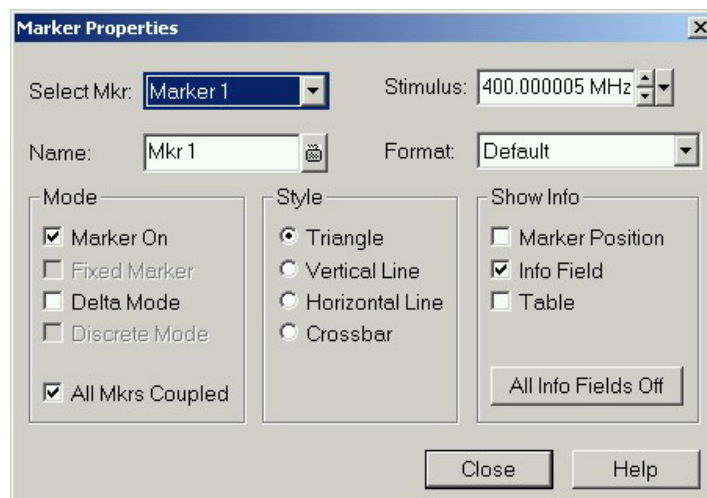 Marker Properties
Select Mkr: Marker 1
Stimulus: 400.000005 MHz
Name: Mkr 1
Format: Default
Mode
Marker On
Fixed Marker
Delta Mode
Discrete Mode
All Mkrs Coupled
Style
Triangle
Vertical Line
Horizontal Line
Crossbar
Show Info
Marker Position
Info Field
Table
All Info Fields Off
Close
Help